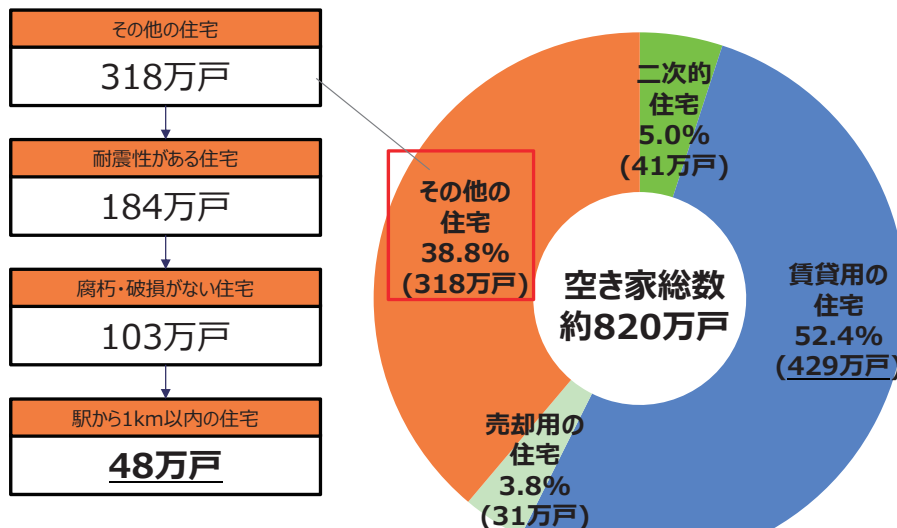 その他の住宅
318万戸
耐震性がある住宅
184万戸
腐朽・破損がない住宅
103万戸
駅から1km以内の住宅
48万戸
二次的
住宅
5.0%
(41万戸)
その他の
住宅
38.8%
(318万戸)
空き家総数
約820万戸
賃貸用の
住宅
52.4%
(429万戸)
売却用の
住宅
3.8%
(31万戸)